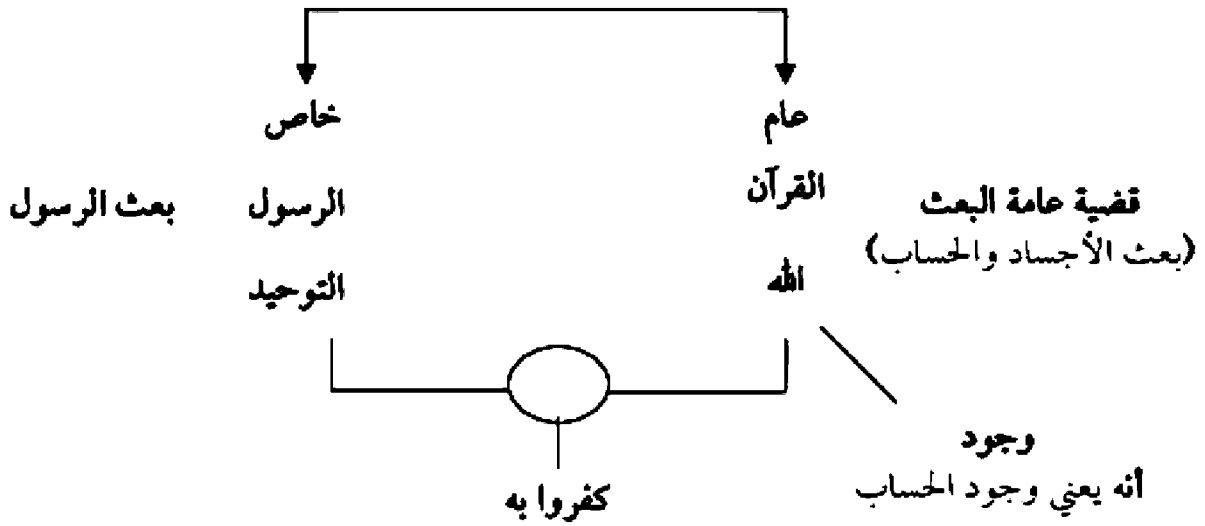 عام
خاص
القرآن
قضية عامة البعث
الرسول
بعث الرسول
(بعث الأجساد والحساب)
الله
التوحيد
وجود
أنه يعني وجود الحساب
كفروا به